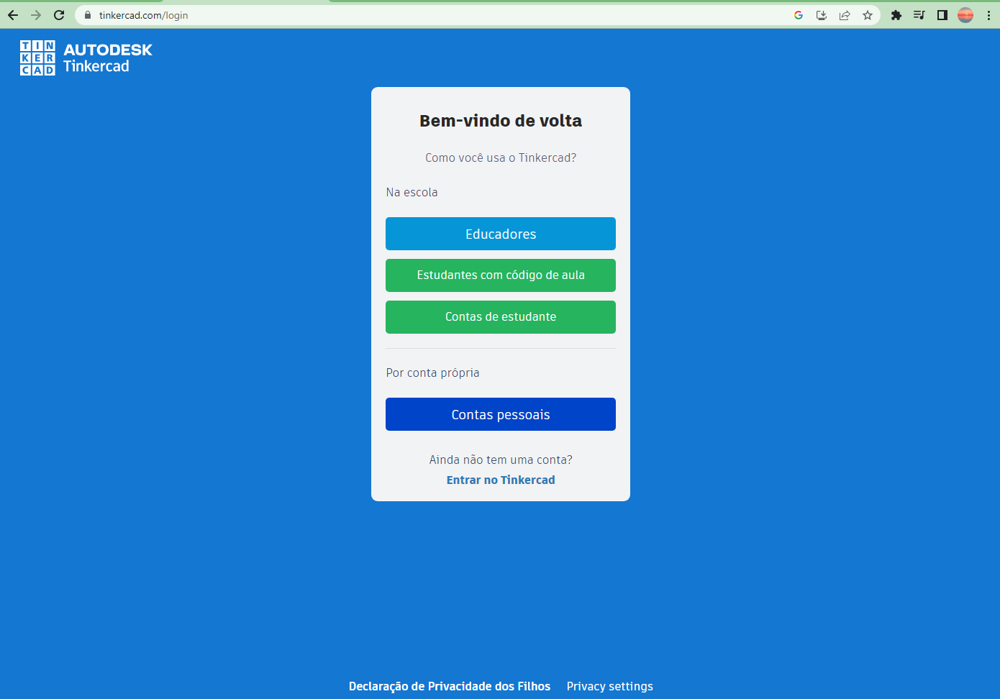 tinkercad.com/login
TIN
KER
CAD
AUTODESK
Tinkercad
Bem-vindo de volta
Como você usa o Tinkercad?
Na escola
Educadores
Estudantes com código de aula
Contas de estudante
Por conta própria
Contas pessoais
Ainda não tem uma conta?
Entrar no Tinkercad
Declaração de Privacidade dos Filhos Privacy settings